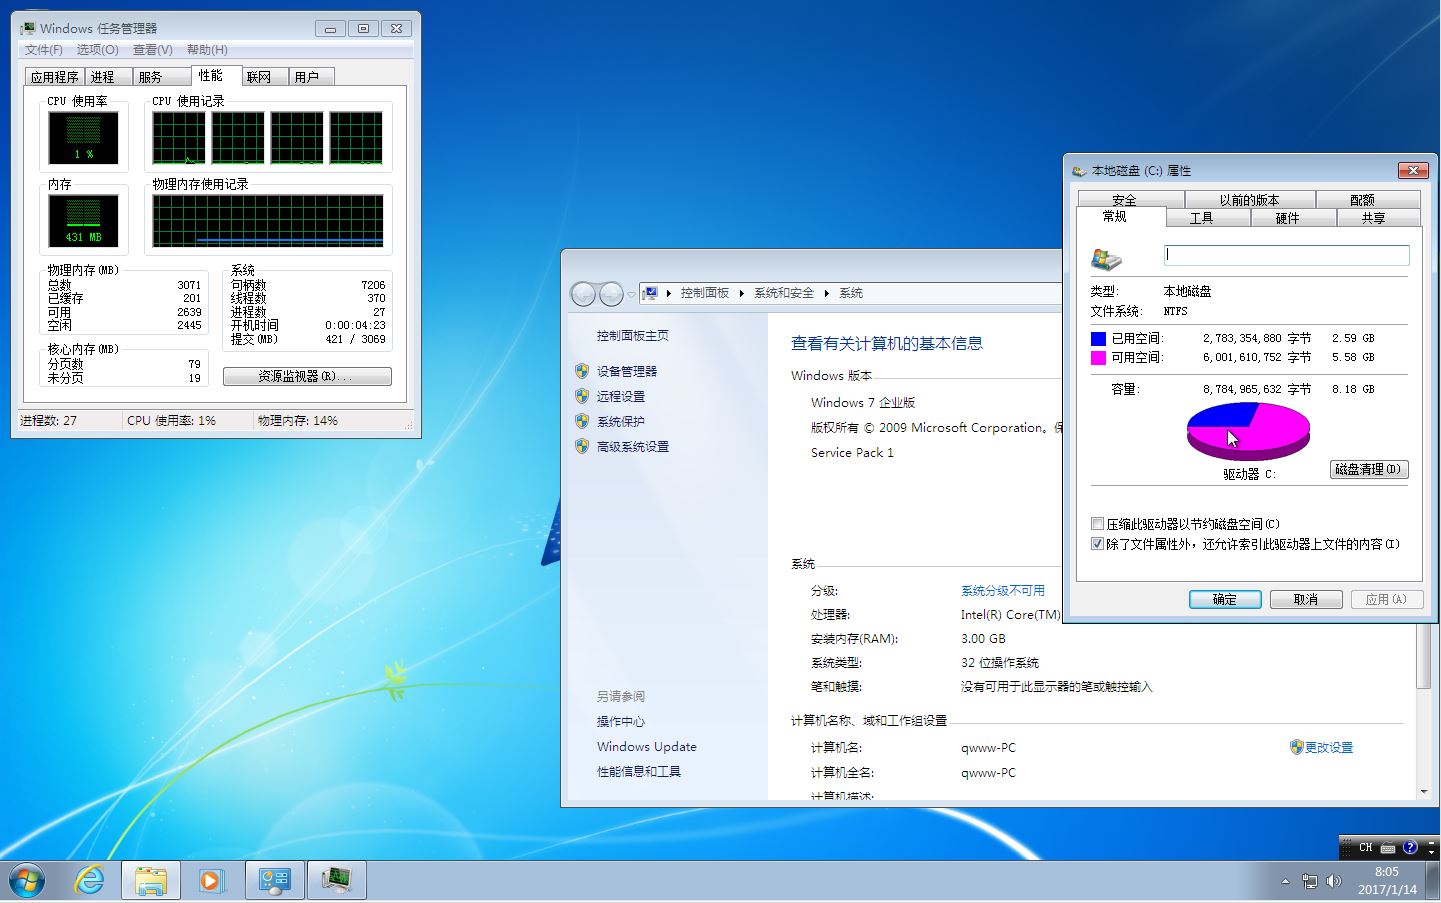 Windows 任务管理器
文件(F) 选项(O) 查看(V) 帮助(H)
应用程序 进程 服务 性能 联网 用户
CPU 使用率 CPU 使用记录
1 %
内存 物理内存使用记录
431 MB
物理内存(MB)
总数 3071
已缓存 201
可用 2639
空闲 2445
系统
句柄数 7206
线程数 370
进程数 27
开机时间 0:00:04:23
提交(MB) 421 / 3069
核心内存(MB)
分页数 79
未分页 19
资源监视器(R)...
进程数: 27 CPU 使用率: 1% 物理内存: 14%
控制面板 系统和安全 系统
控制面板主页
设备管理器
远程设置
系统保护
高级系统设置
另请参阅
操作中心
Windows Update
性能信息和工具
查看有关计算机的基本信息
Windows 版本
Windows 7 企业版
版权所有 © 2009 Microsoft Corporation。保
Service Pack 1
系统
分级: 系统分级不可用
处理器: Intel(R) Core(TM)
安装内存(RAM): 3.00 GB
系统类型: 32 位操作系统
笔和触摸: 没有可用于此显示器的笔或触控输入
计算机名称、域和工作组设置
计算机名: qwww-PC 更改设置
计算机全名: qwww-PC
计算机描述:
本地磁盘 (C:) 属性
安全 以前的版本 配额
常规 工具 硬件 共享
类型: 本地磁盘
文件系统: NTFS
已用空间: 2,783,354,880 字节 2.59 GB
可用空间: 6,001,610,752 字节 5.58 GB
容量: 8,784,965,632 字节 8.18 GB
驱动器 C: 磁盘清理(D)
压缩此驱动器以节约磁盘空间(C)
除了文件属性外，还允许索引此驱动器上文件的内容(I)
确定 取消 应用(A)
CH
8:05
2017/1/14